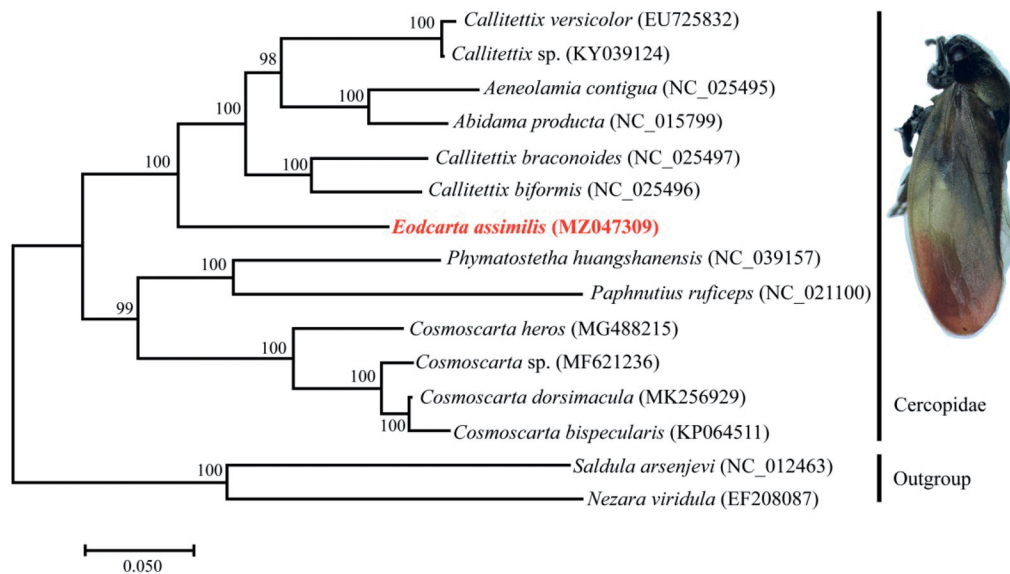 100
Callitettix versicolor (EU725832)
Callitettix sp. (KY039124)
98
Aeneolamia contigua (NC_025495)
100
Abidama producta (NC_015799)
100
Callitettix braconoides (NC_025497)
100
Callitettix biformis (NC_025496)
100
Eodcarta assimilis (MZ047309)
Phymatostetha huangshanensis (NC_039157)
100
Paphnutius ruficeps (NC_021100)
99
Cosmoscarta heros (MG488215)
100
Cosmoscarta sp. (MF621236)
100
Cosmoscarta dorsimacula (MK256929)
100
Cosmoscarta bispecularis (KP064511)
Cercopidae
Saldula arsenjevi (NC_012463)
100
Nezara viridula (EF208087)
Outgroup
0.050